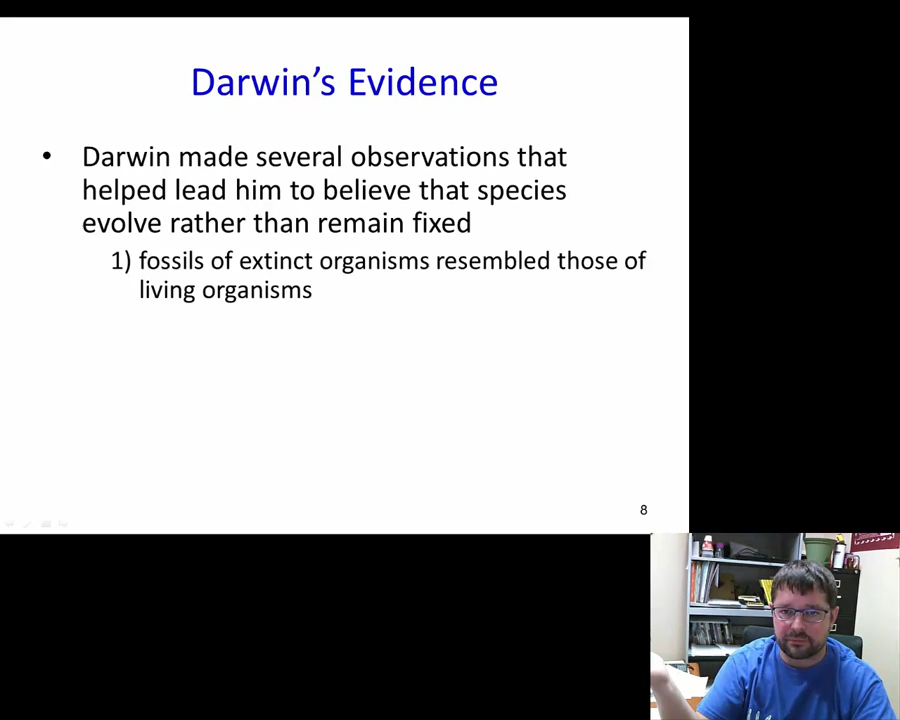 Darwin's Evidence
• Darwin made several observations that
helped lead him to believe that species
evolve rather than remain fixed
1) fossils of extinct organisms resembled those of
living organisms
8